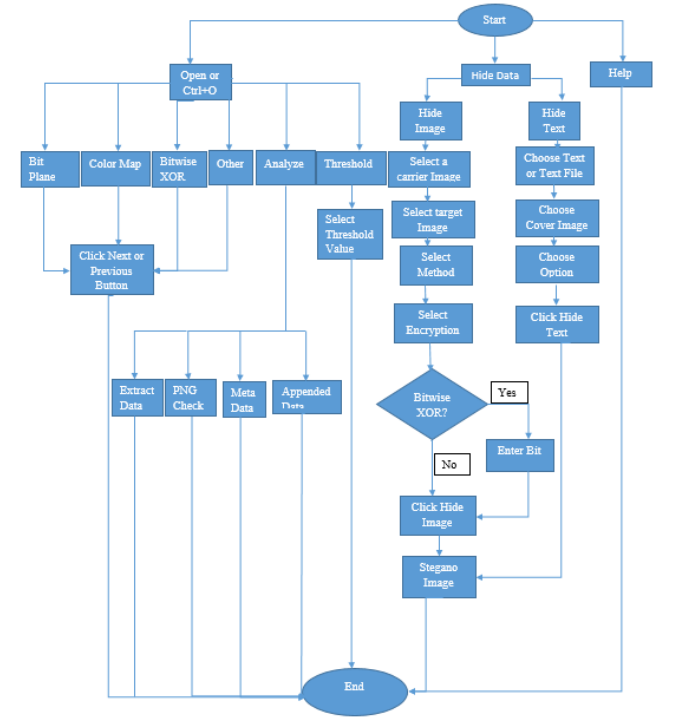 Start
Open or
Ctrl+O
Hide Data
Help
Hide
Image
Hide
Text
Bit
Plane
Color Map
Bitwise
XOR
Other
Analyze
Threshold
Select a
carrier Image
Choose Text
or Text File
Select
Threshold
Value
Select target
Image
Choose
Cover Image
Click Next or
Previous
Button
Select
Method
Choose
Option
Select
Encryption
Click Hide
Text
Extract
Data
PNG
Check
Meta
Data
Appended
Data
Bitwise
XOR?
Yes
No
Enter Bit
Click Hide
Image
Stegano
Image
End